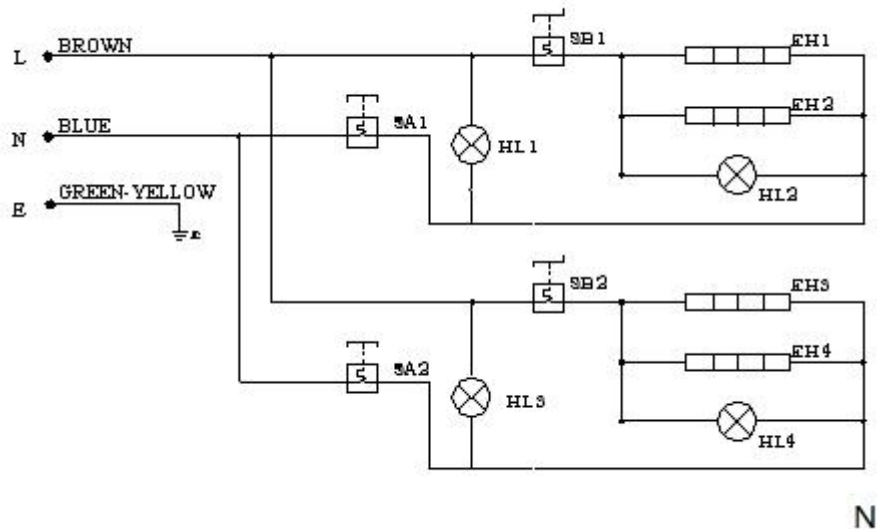 L BROWN
SB1
EH1
EH2
N BLUE
SA1
HL1
HL2
E GREEN-YELLOW
SB2
EH3
EH4
SA2
HL3
HL4
N